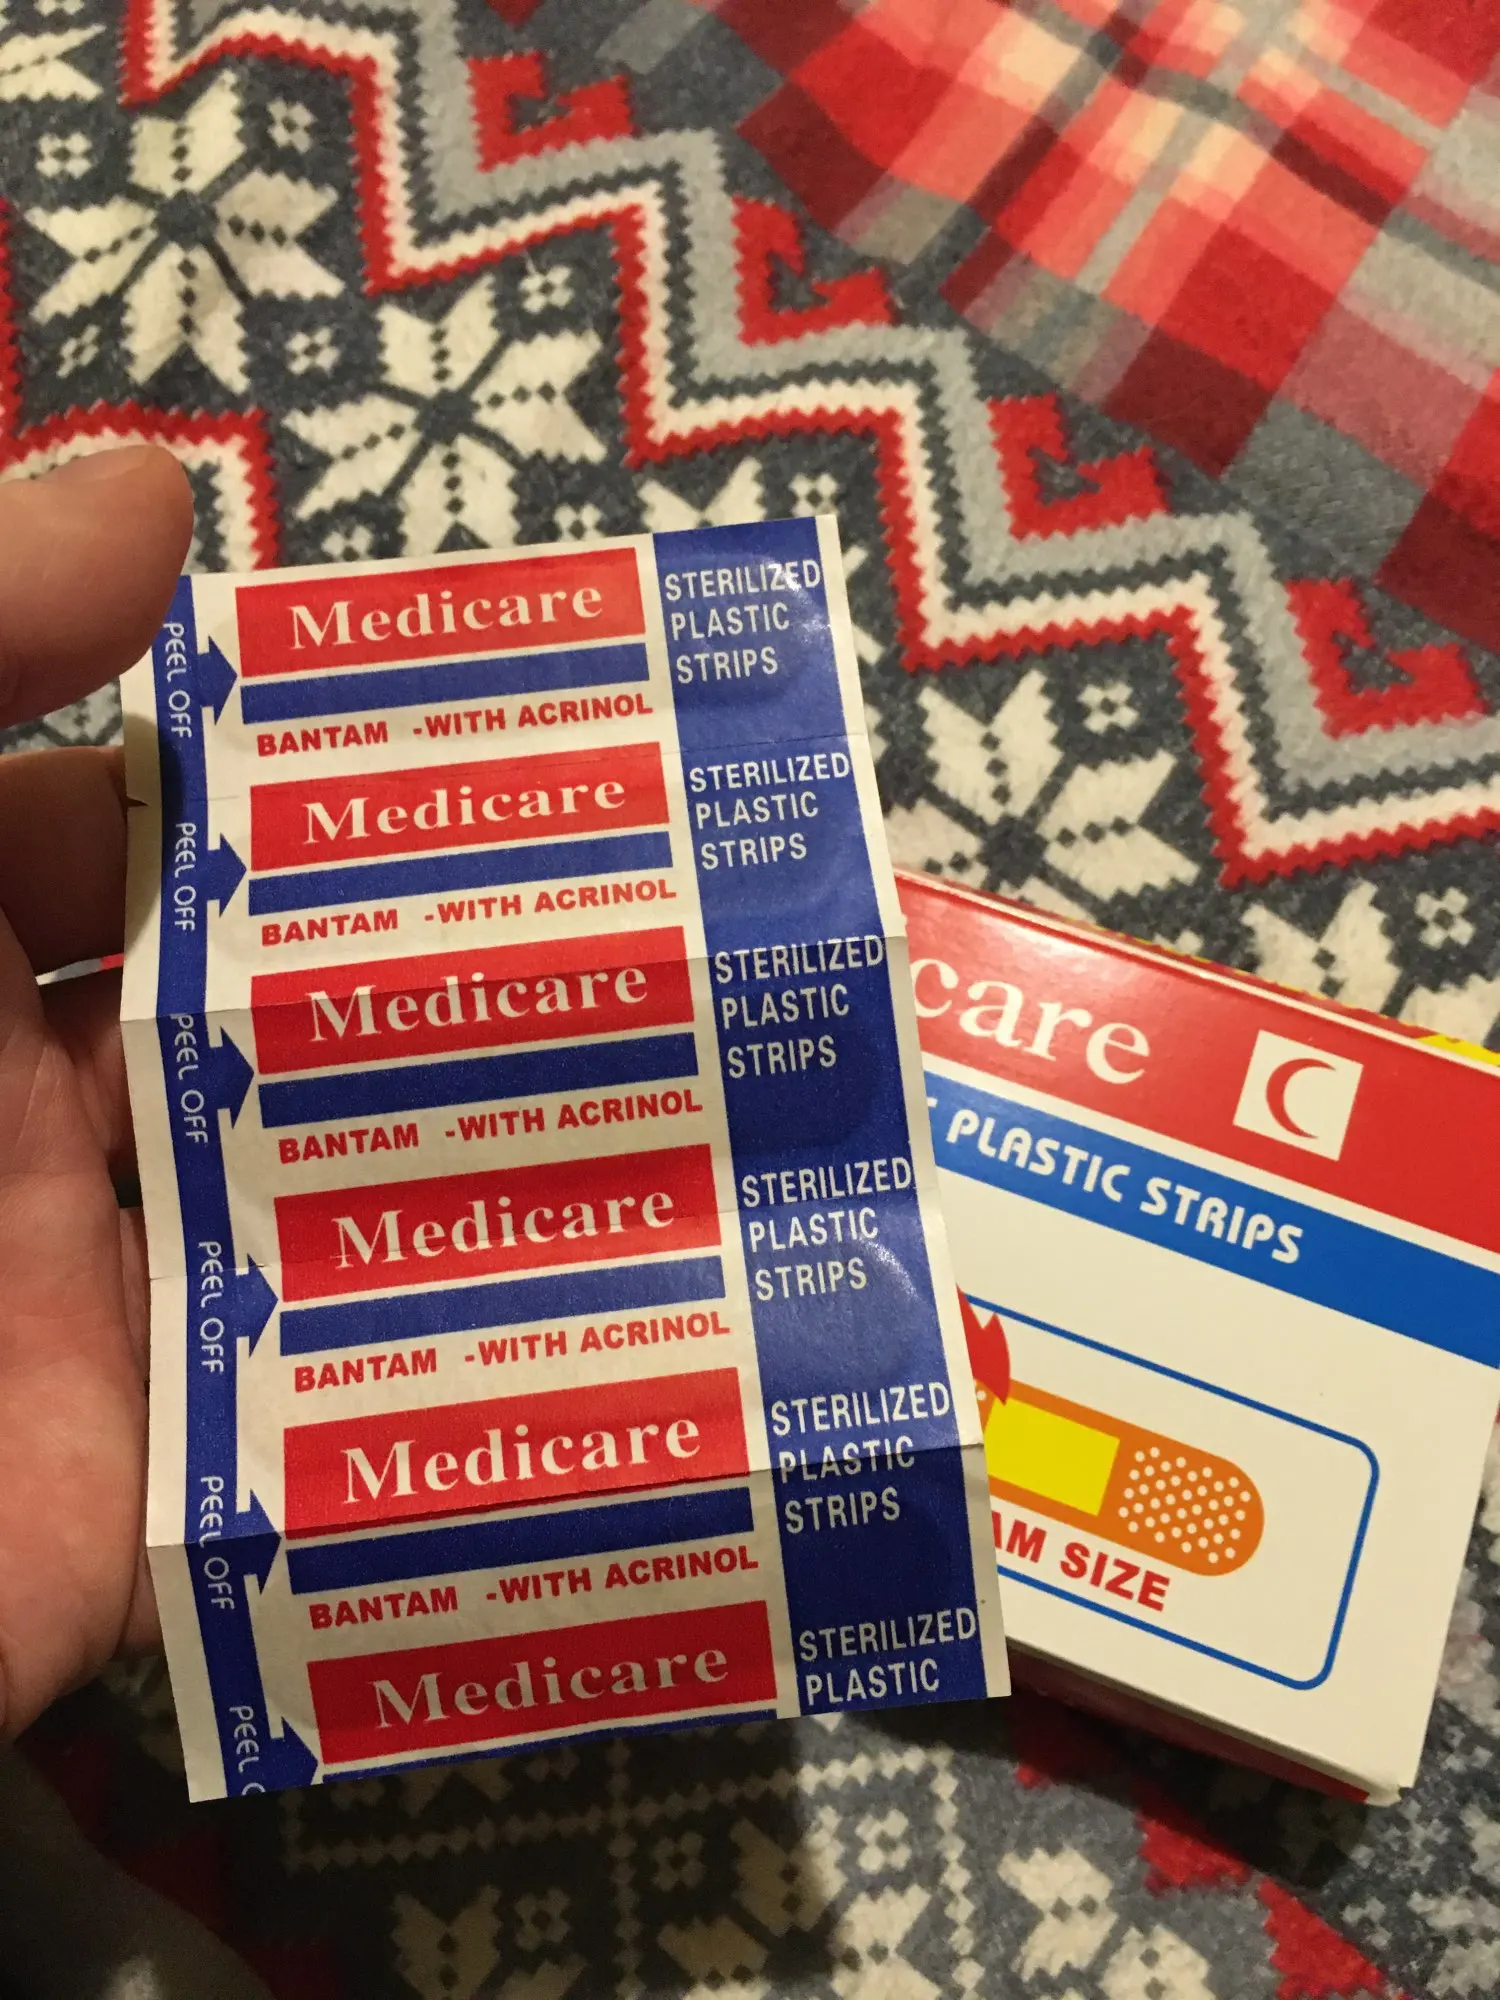 Medicare
STERILIZED
PLASTIC
STRIPS
PEEL OFF
BANTAM -WITH ACRINOL
Medicare
STERILIZED
PLASTIC
STRIPS
PEEL OFF
BANTAM -WITH ACRINOL
Medicare
STERILIZED
PLASTIC
STRIPS
PEEL OFF
BANTAM -WITH ACRINOL
Medicare
STERILIZED
PLASTIC
STRIPS
PEEL OFF
BANTAM -WITH ACRINOL
Medicare
STERILIZED
PLASTIC
STRIPS
PEEL OFF
BANTAM -WITH ACRINOL
Medicare
STERILIZED
PLASTIC
PEEL
care
PLASTIC STRIPS
AM SIZE